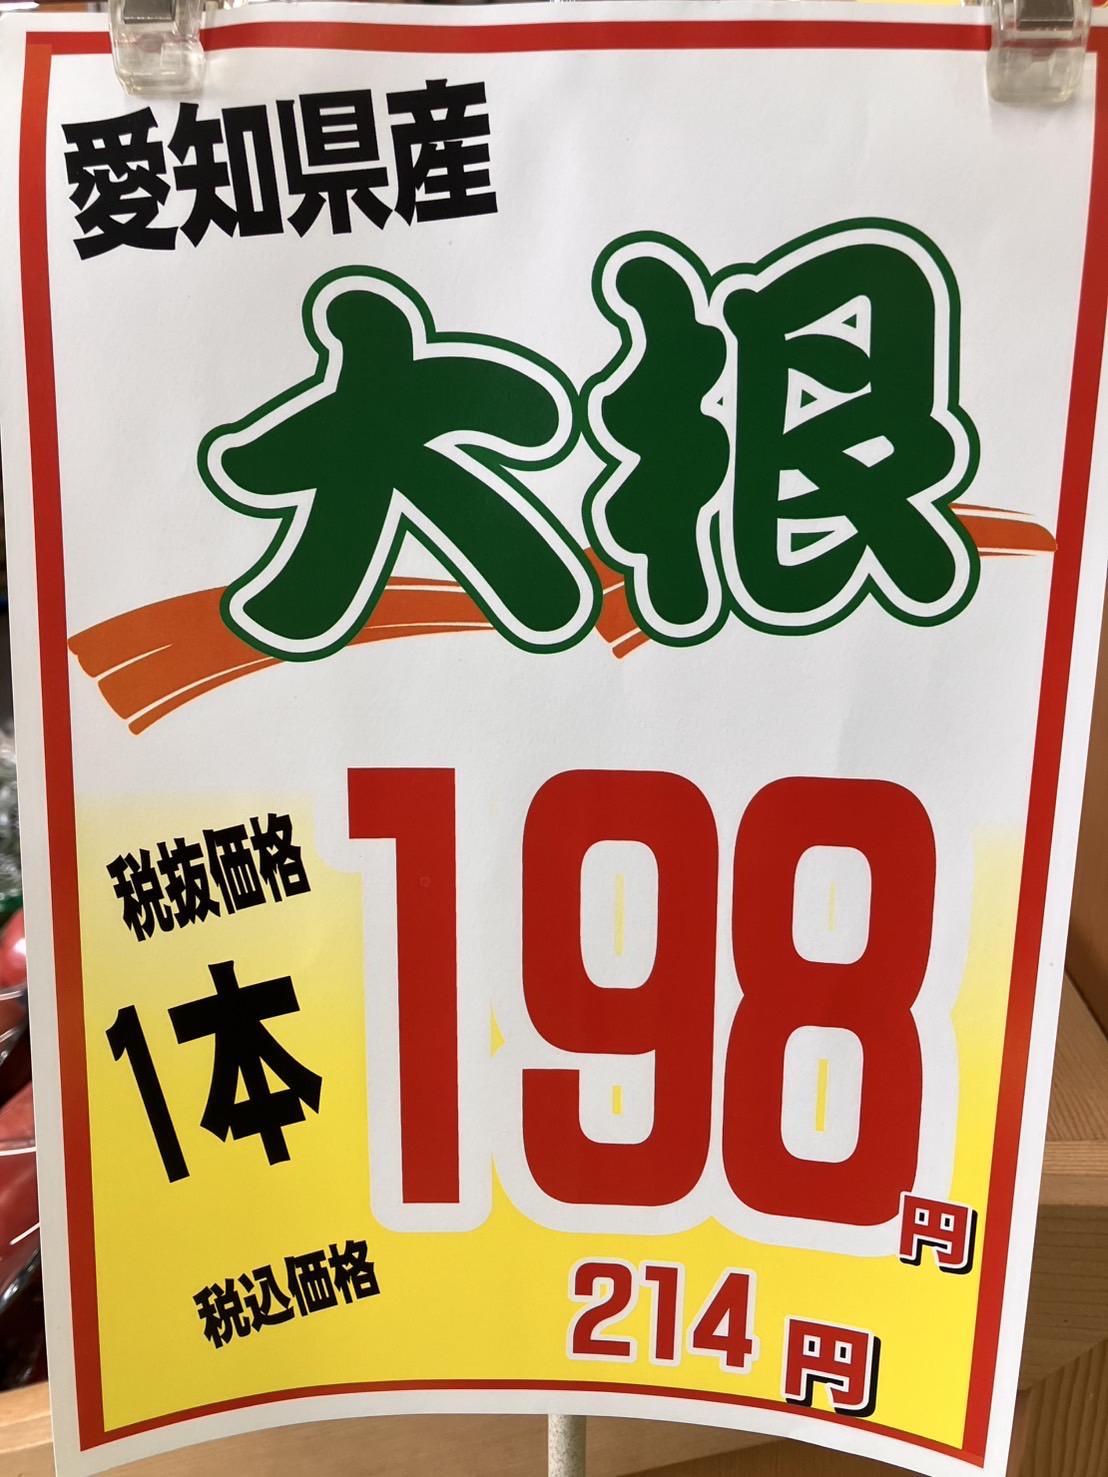 愛知県産
大根
税抜価格
1本
198円
税込価格
214円